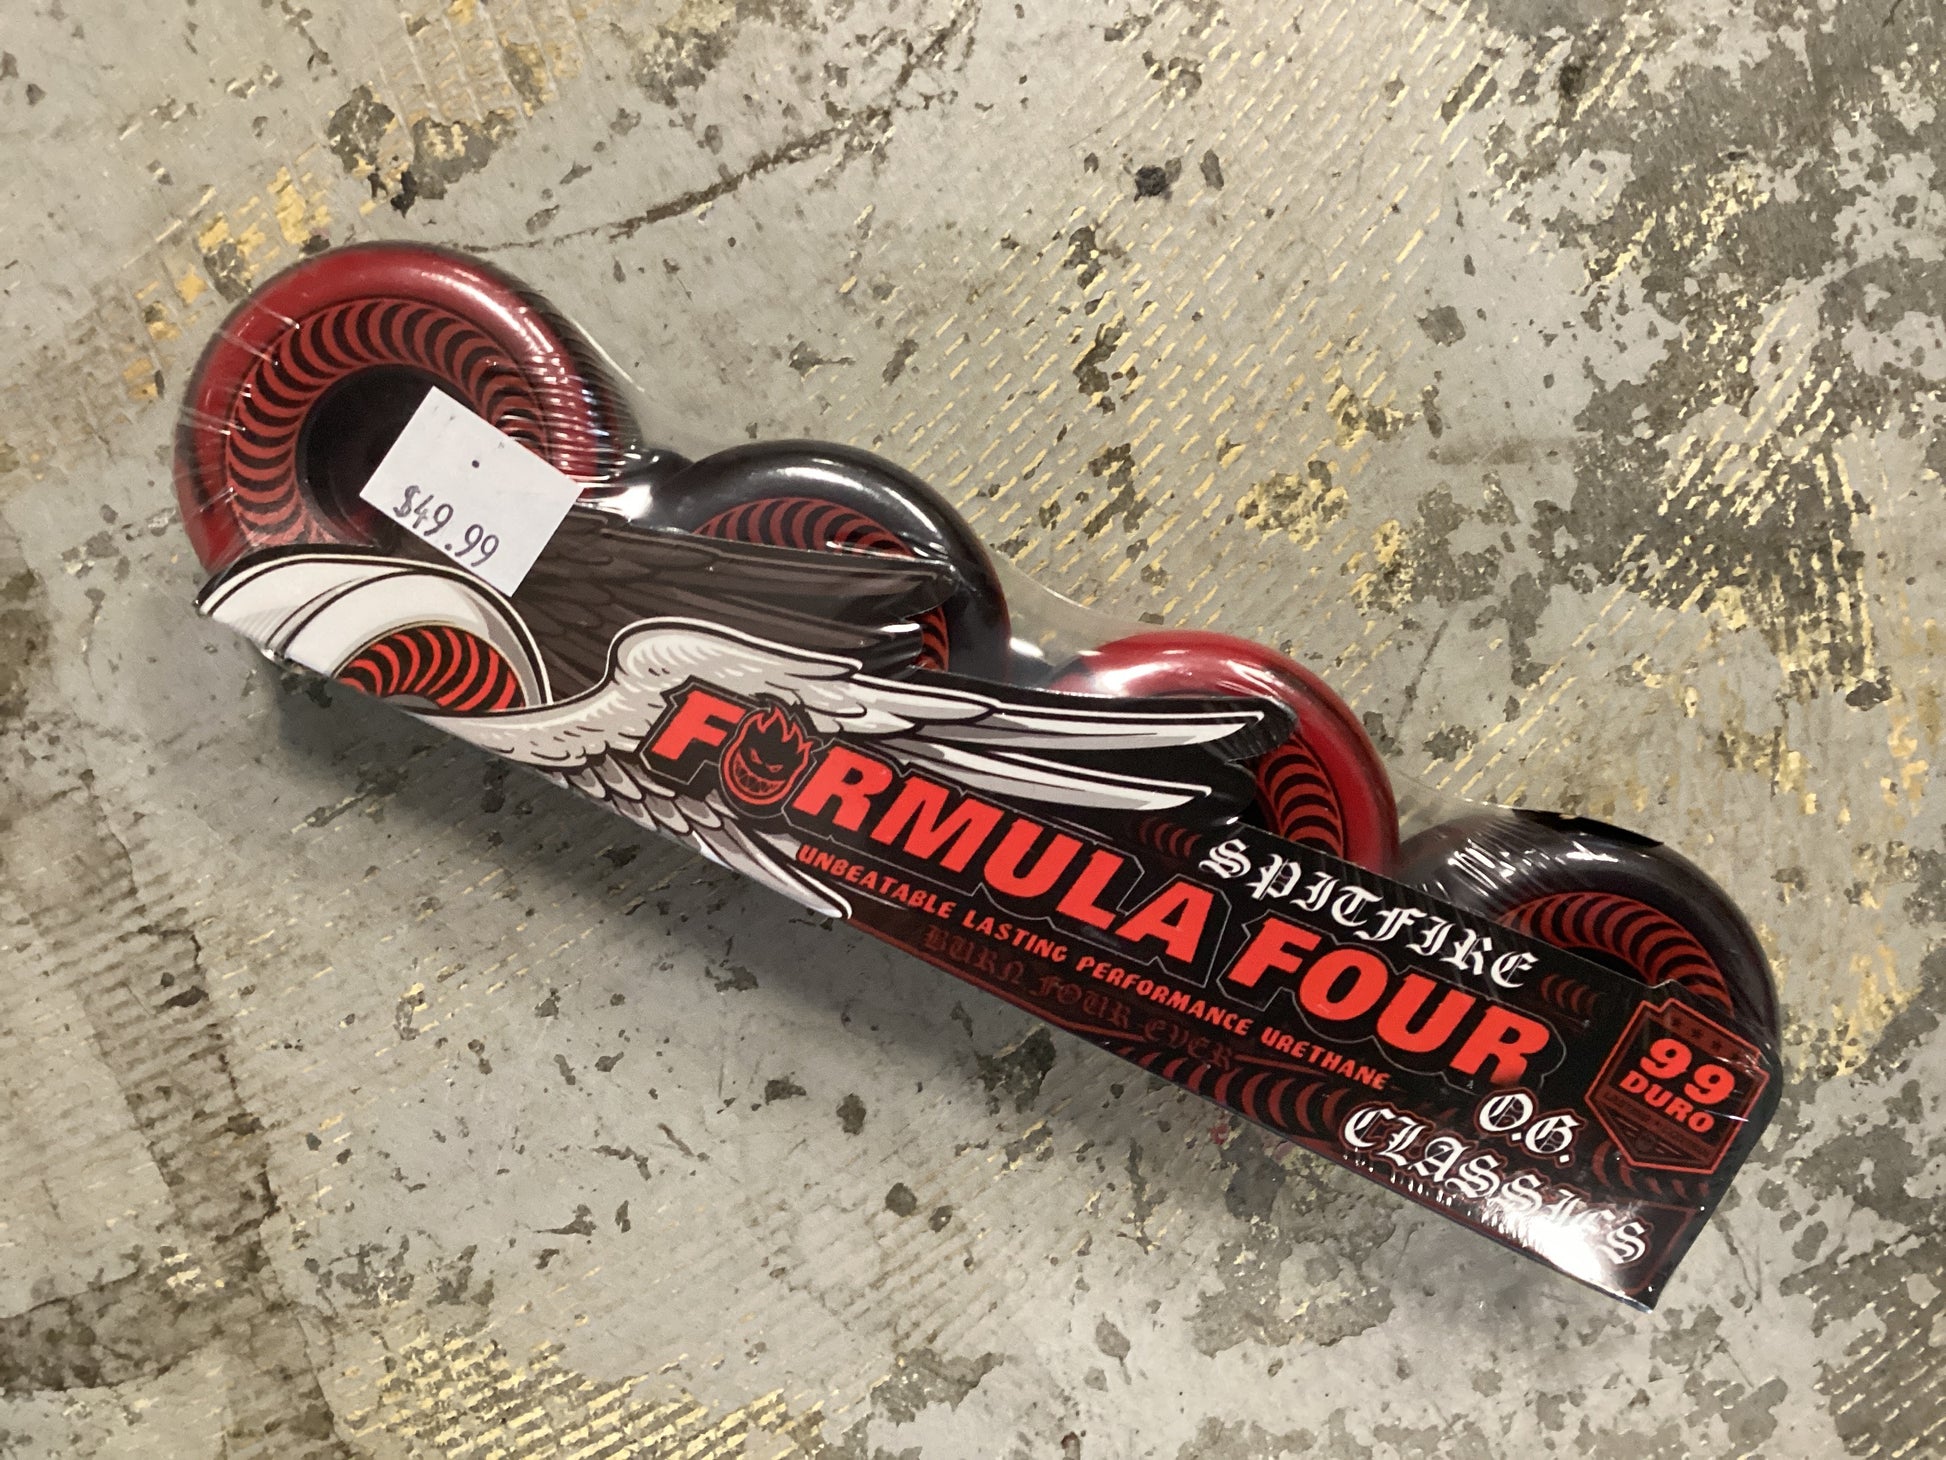 $49.99
SPITFIRE
FORMULA FOUR
UNBEATABLE LASTING PERFORMANCE URETHANE
BURN FOUR EVER
O.G.
CLASSICS
99
DURO